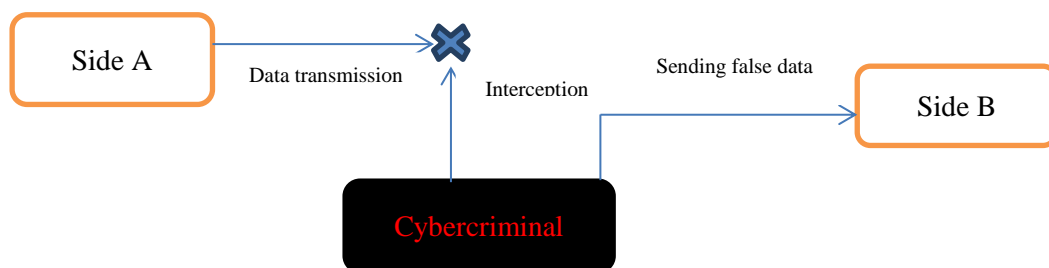 Side A
Data transmission
Interception
Sending false data
Side B
Cybercriminal